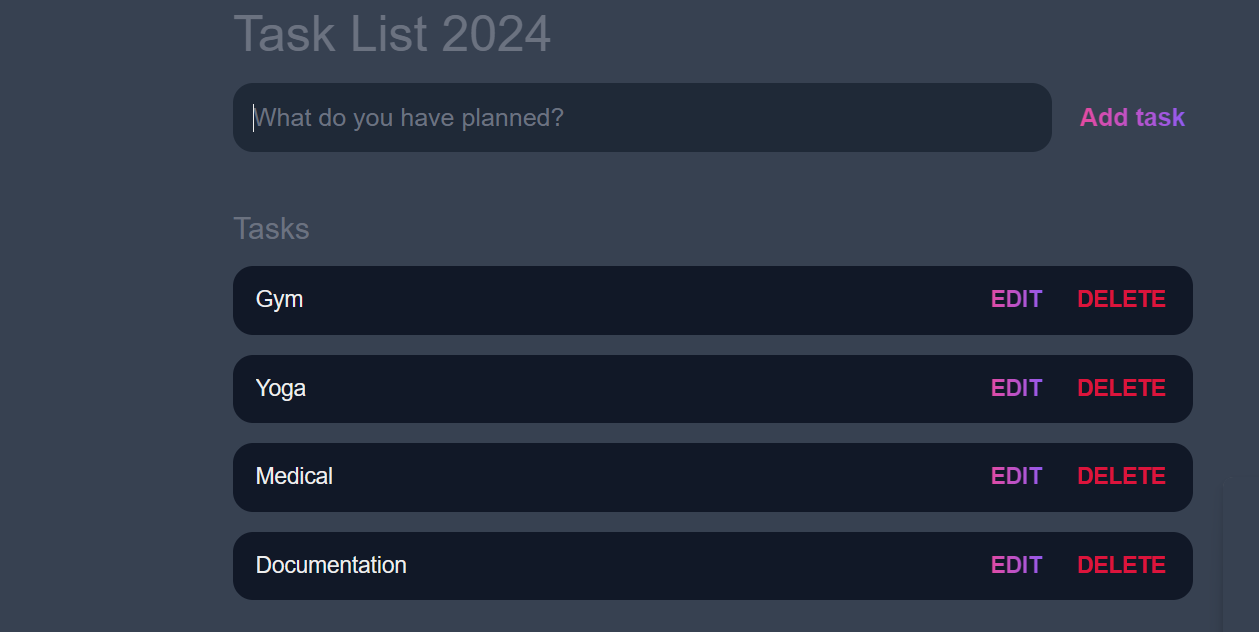 Task List 2024
What do you have planned? Add task
Tasks
Gym EDIT DELETE
Yoga EDIT DELETE
Medical EDIT DELETE
Documentation EDIT DELETE